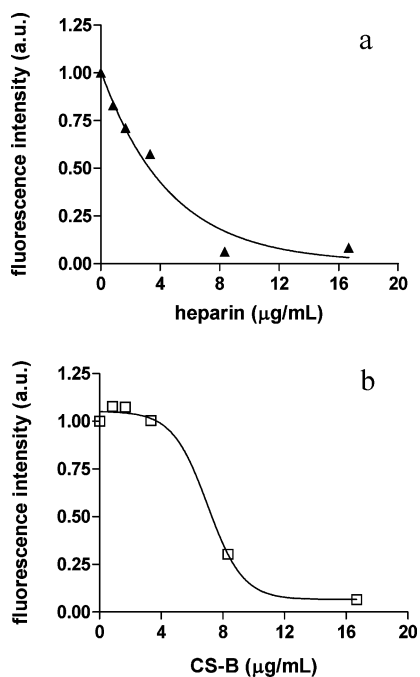 a
1.25
1.00
0.75
0.50
0.25
0.00
fluorescence intensity (a.u.)
0 4 8 12 16 20
heparin (μg/mL)
b
1.25
1.00
0.75
0.50
0.25
0.00
fluorescence intensity (a.u.)
0 4 8 12 16 20
CS-B (μg/mL)